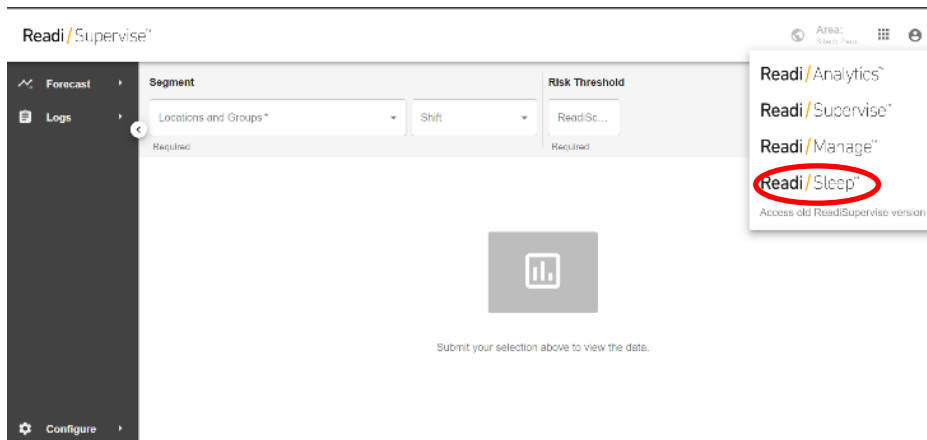 Readi/Supervise™
Area:
Readi/Analytics™
Readi/Supervise™
Readi/Manage™
Readi/Sleep™
Access old ReadiSupervise version
Forecast
Logs
Segment
Risk Threshold
Locations and Groups *
Shift
ReadiSc...
Required
Required
Submit your selection above to view the data.
Configure